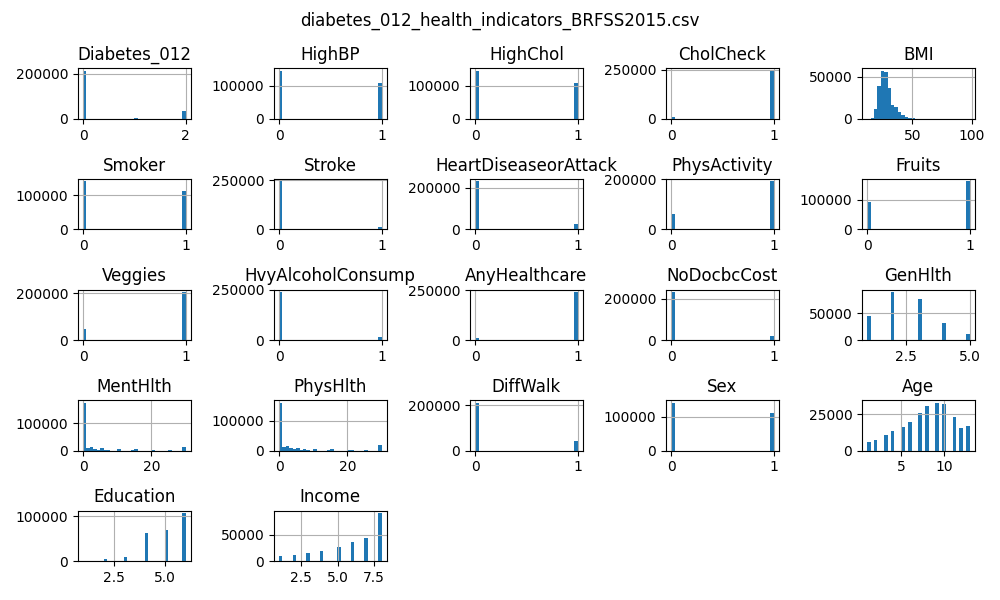 diabetes_012_health_indicators_BRFSS2015.csv
Diabetes_012 HighBP HighChol CholCheck BMI
200000 0 0 2
100000 0 0 1
100000 0 0 1
250000 0 0 1
50000 0 50 100
Smoker Stroke HeartDiseaseorAttack PhysActivity Fruits
100000 0 0 1
250000 0 0 1
200000 0 0 1
200000 0 0 1
100000 0 0 1
Veggies HvyAlcoholConsump AnyHealthcare NoDocbcCost GenHlth
200000 0 0 1
250000 0 0 1
250000 0 0 1
200000 0 0 1
50000 0 2.5 5.0
MentHlth PhysHlth DiffWalk Sex Age
100000 0 0 20
100000 0 0 20
200000 0 0 1
100000 0 0 1
25000 0 5 10
Education Income
100000 0 2.5 5.0
50000 0 2.5 5.0 7.5